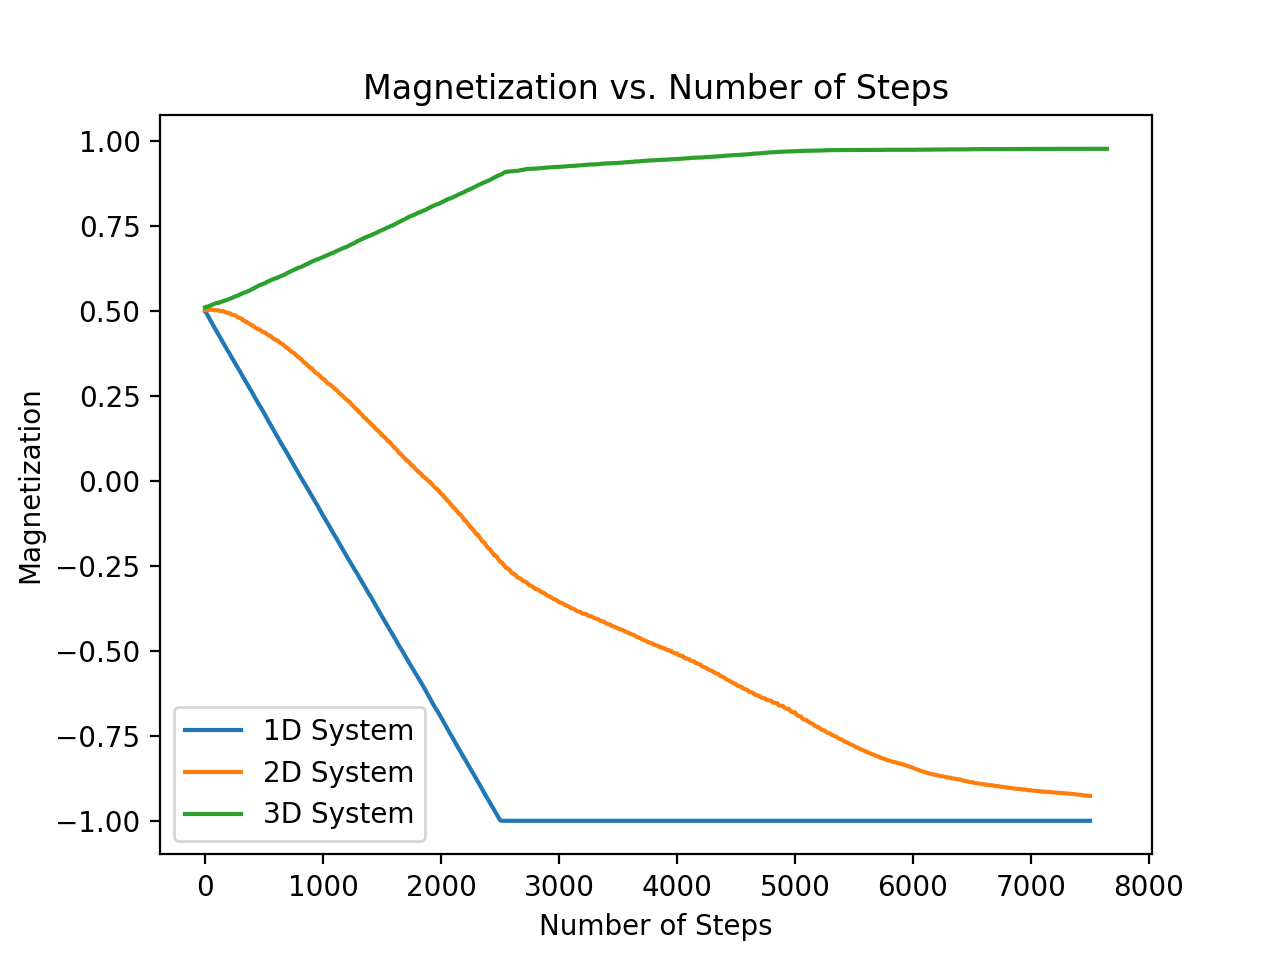 Magnetization vs. Number of Steps
1.00
0.75
0.50
0.25
0.00
−0.25
−0.50
−0.75
−1.00
Magnetization
1D System
2D System
3D System
0 1000 2000 3000 4000 5000 6000 7000 8000
Number of Steps